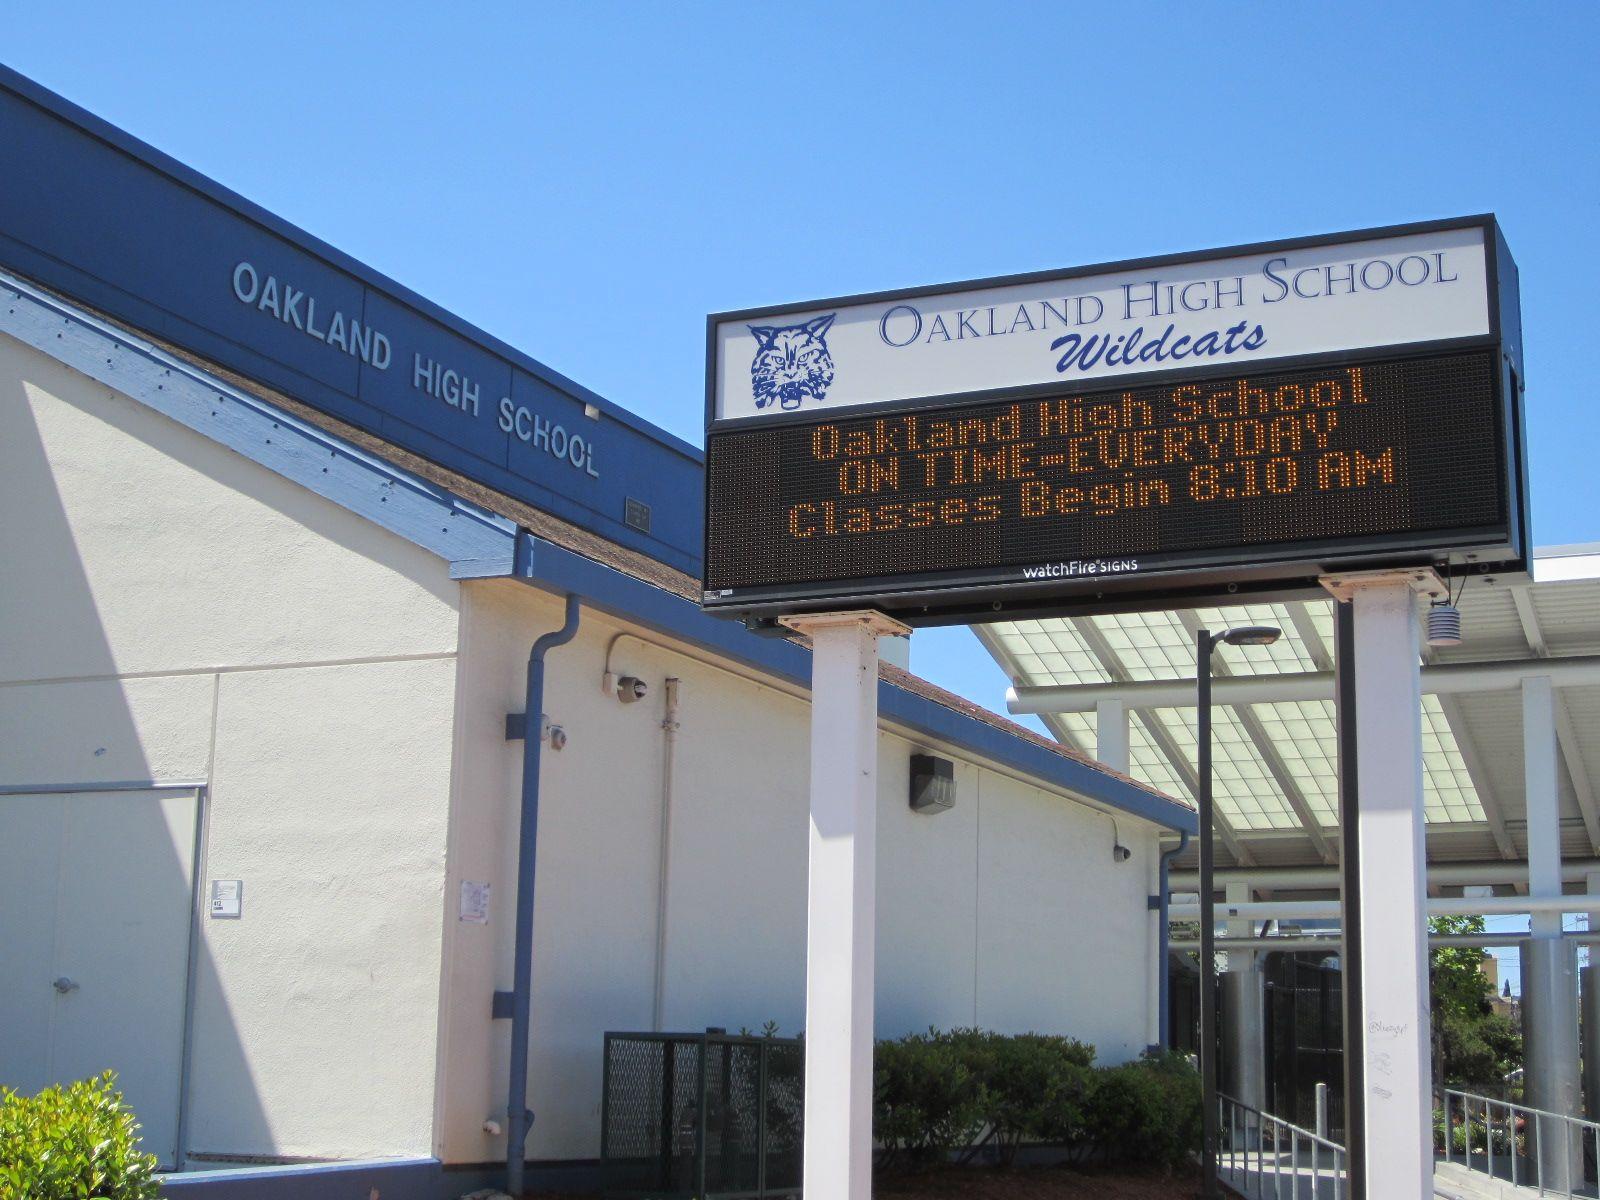 OAKLAND HIGH SCHOOL
OAKLAND HIGH SCHOOL
Wildcats
Oakland High School
ON TIME-EVERYDAY
Classes Begin 8:10 AM
watchFire SIGNS
412